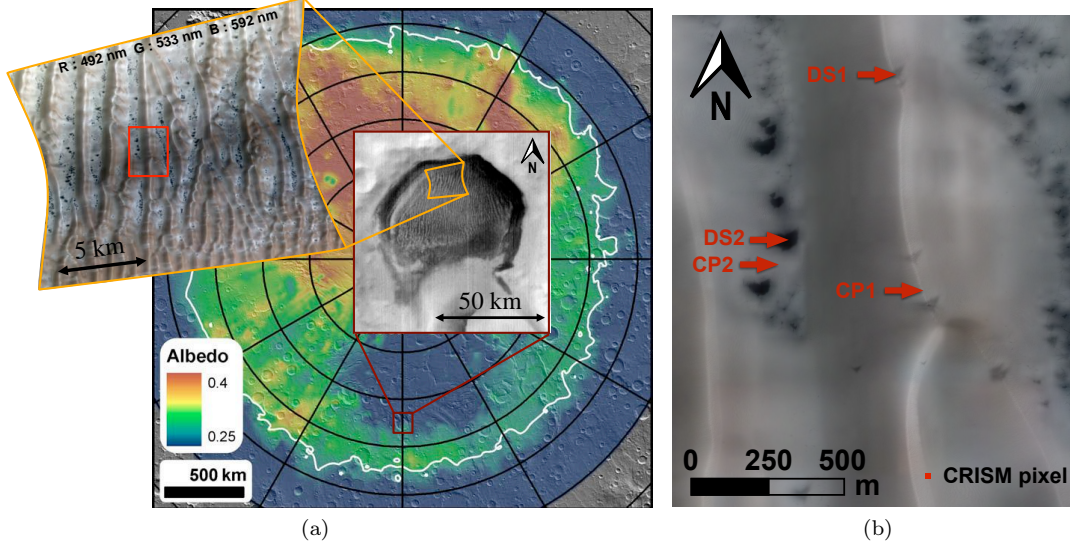 R : 492 nm G : 533 nm B : 592 nm
5 km
N
50 km
Albedo
0.4
0.25
500 km
(a)
N
DS1
DS2
CP2
CP1
0 250 500
m
CRISM pixel
(b)